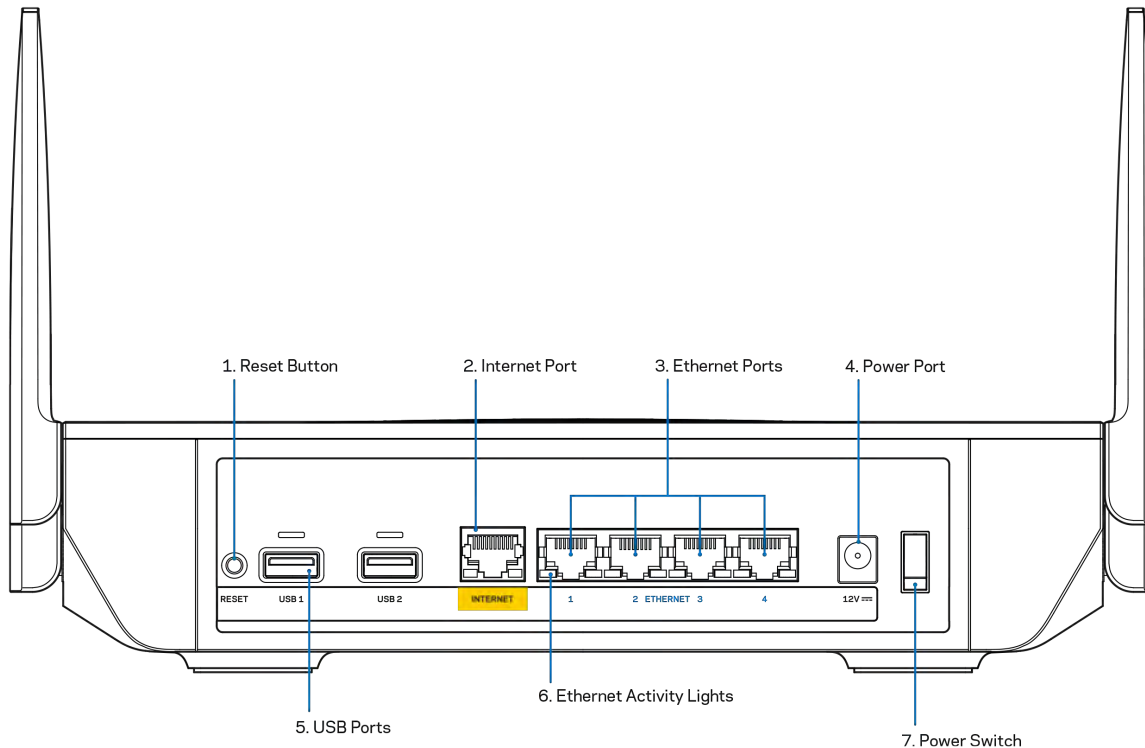 1. Reset Button
2. Internet Port
3. Ethernet Ports
4. Power Port
RESET
USB 1
USB 2
INTERNET
1
2 ETHERNET 3
4
12V ⎓
6. Ethernet Activity Lights
5. USB Ports
7. Power Switch